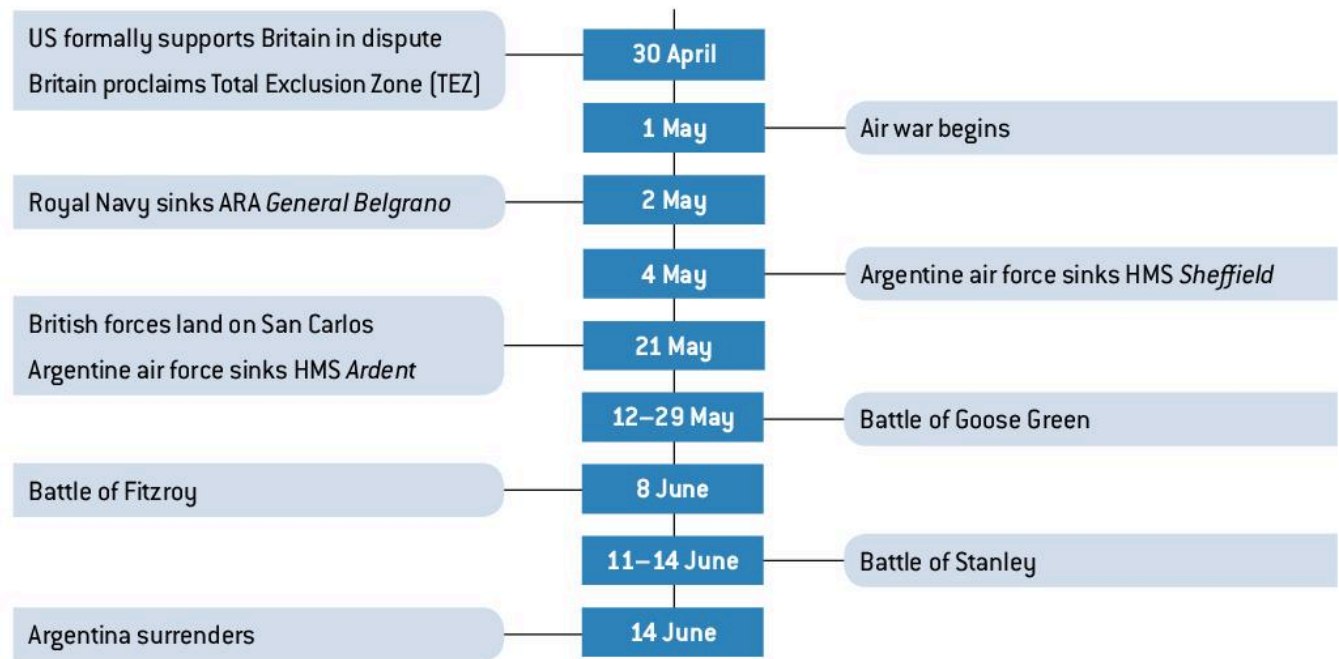 US formally supports Britain in dispute
Britain proclaims Total Exclusion Zone (TEZ)
30 April
1 May
Air war begins
Royal Navy sinks ARA General Belgrano
2 May
4 May
Argentine air force sinks HMS Sheffield
British forces land on San Carlos
Argentine air force sinks HMS Ardent
21 May
12–29 May
Battle of Goose Green
Battle of Fitzroy
8 June
11–14 June
Battle of Stanley
Argentina surrenders
14 June